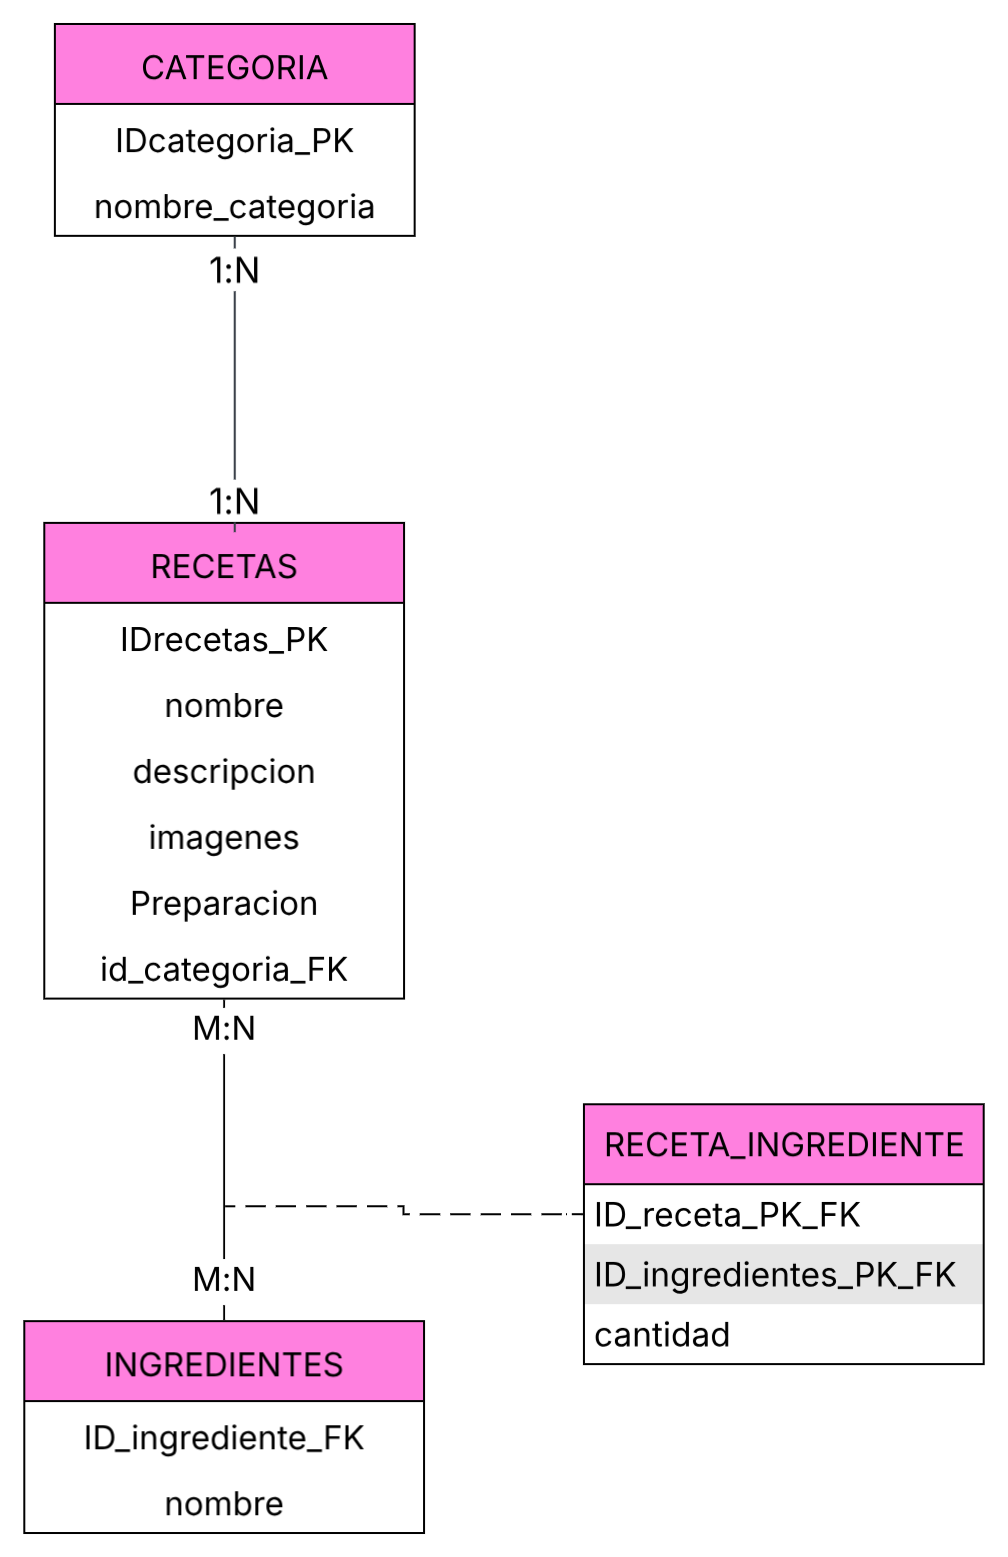 CATEGORIA
IDcategoria_PK
nombre_categoria
1:N
1:N
RECETAS
IDrecetas_PK
nombre
descripcion
imagenes
Preparacion
id_categoria_FK
M:N
RECETA_INGREDIENTE
ID_receta_PK_FK
ID_ingredientes_PK_FK
cantidad
M:N
INGREDIENTES
ID_ingrediente_FK
nombre